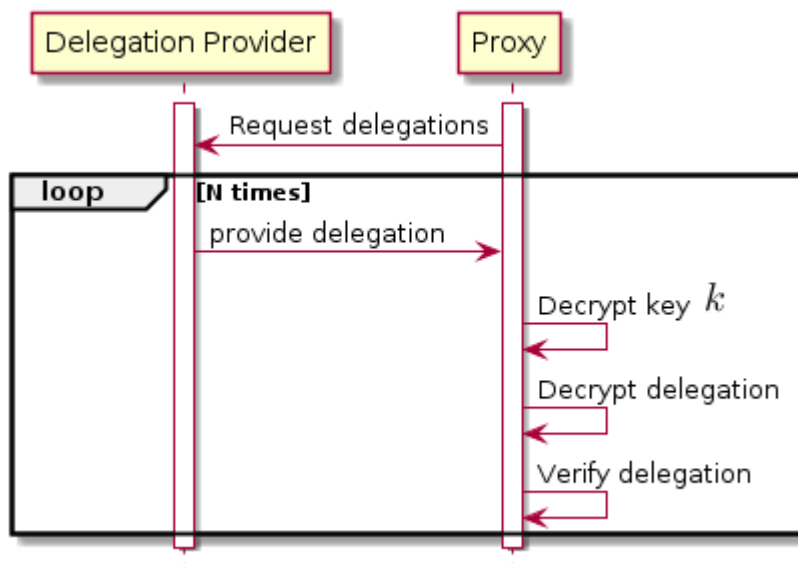 Delegation Provider
Proxy
Request delegations
loop
[N times]
provide delegation
Decrypt key k
Decrypt delegation
Verify delegation